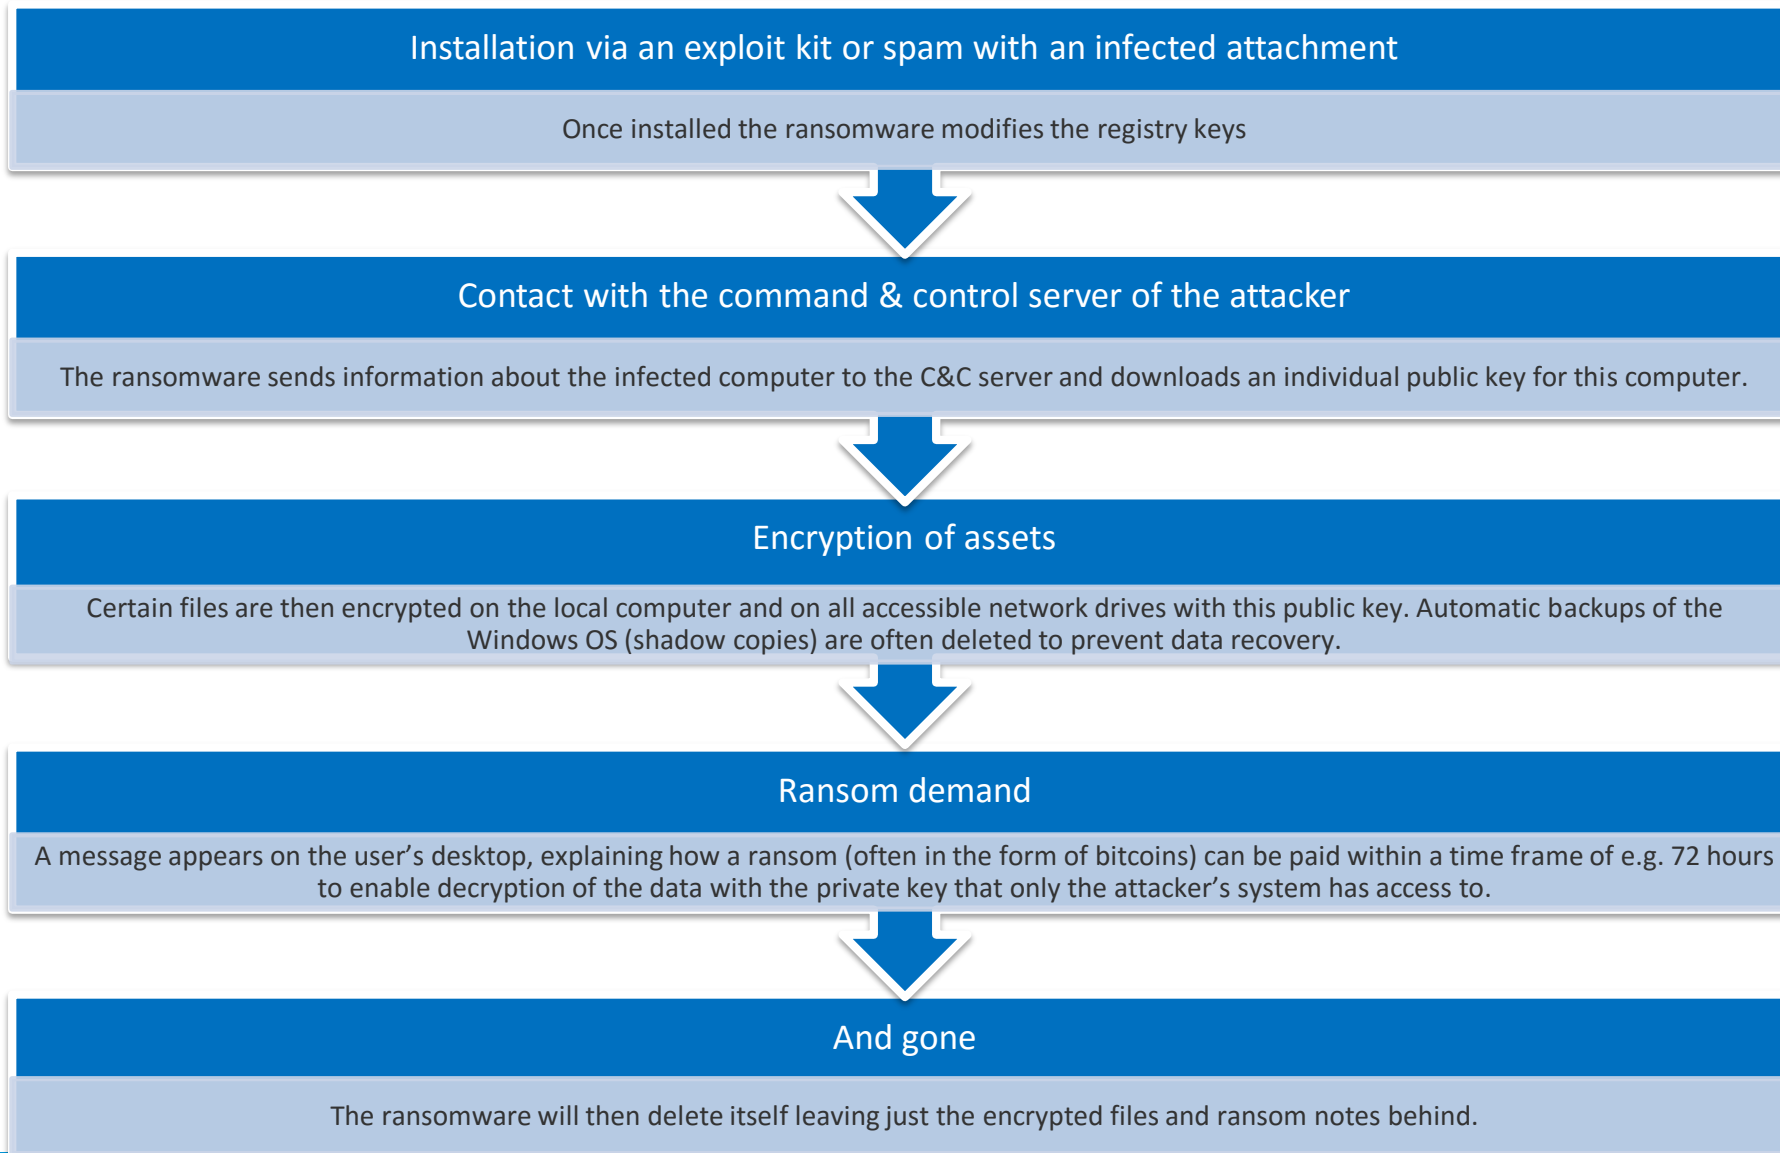 Installation via an exploit kit or spam with an infected attachment
Once installed the ransomware modifies the registry keys
Contact with the command & control server of the attacker
The ransomware sends information about the infected computer to the C&C server and downloads an individual public key for this computer.
Encryption of assets
Certain files are then encrypted on the local computer and on all accessible network drives with this public key. Automatic backups of the
Windows OS (shadow copies) are often deleted to prevent data recovery.
Ransom demand
A message appears on the user’s desktop, explaining how a ransom (often in the form of bitcoins) can be paid within a time frame of e.g. 72 hours
to enable decryption of the data with the private key that only the attacker’s system has access to.
And gone
The ransomware will then delete itself leaving just the encrypted files and ransom notes behind.